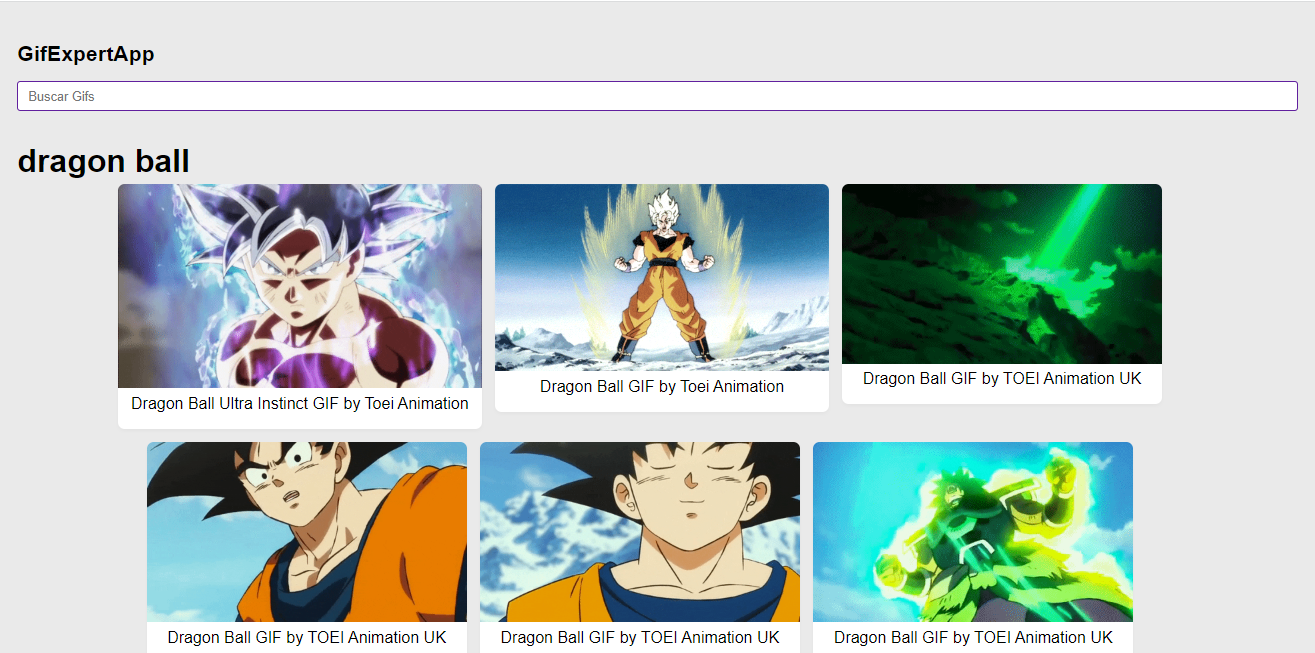 GifExpertApp
Buscar Gifs
dragon ball
Dragon Ball Ultra Instinct GIF by Toei Animation
Dragon Ball GIF by Toei Animation
Dragon Ball GIF by TOEI Animation UK
Dragon Ball GIF by TOEI Animation UK
Dragon Ball GIF by TOEI Animation UK
Dragon Ball GIF by TOEI Animation UK